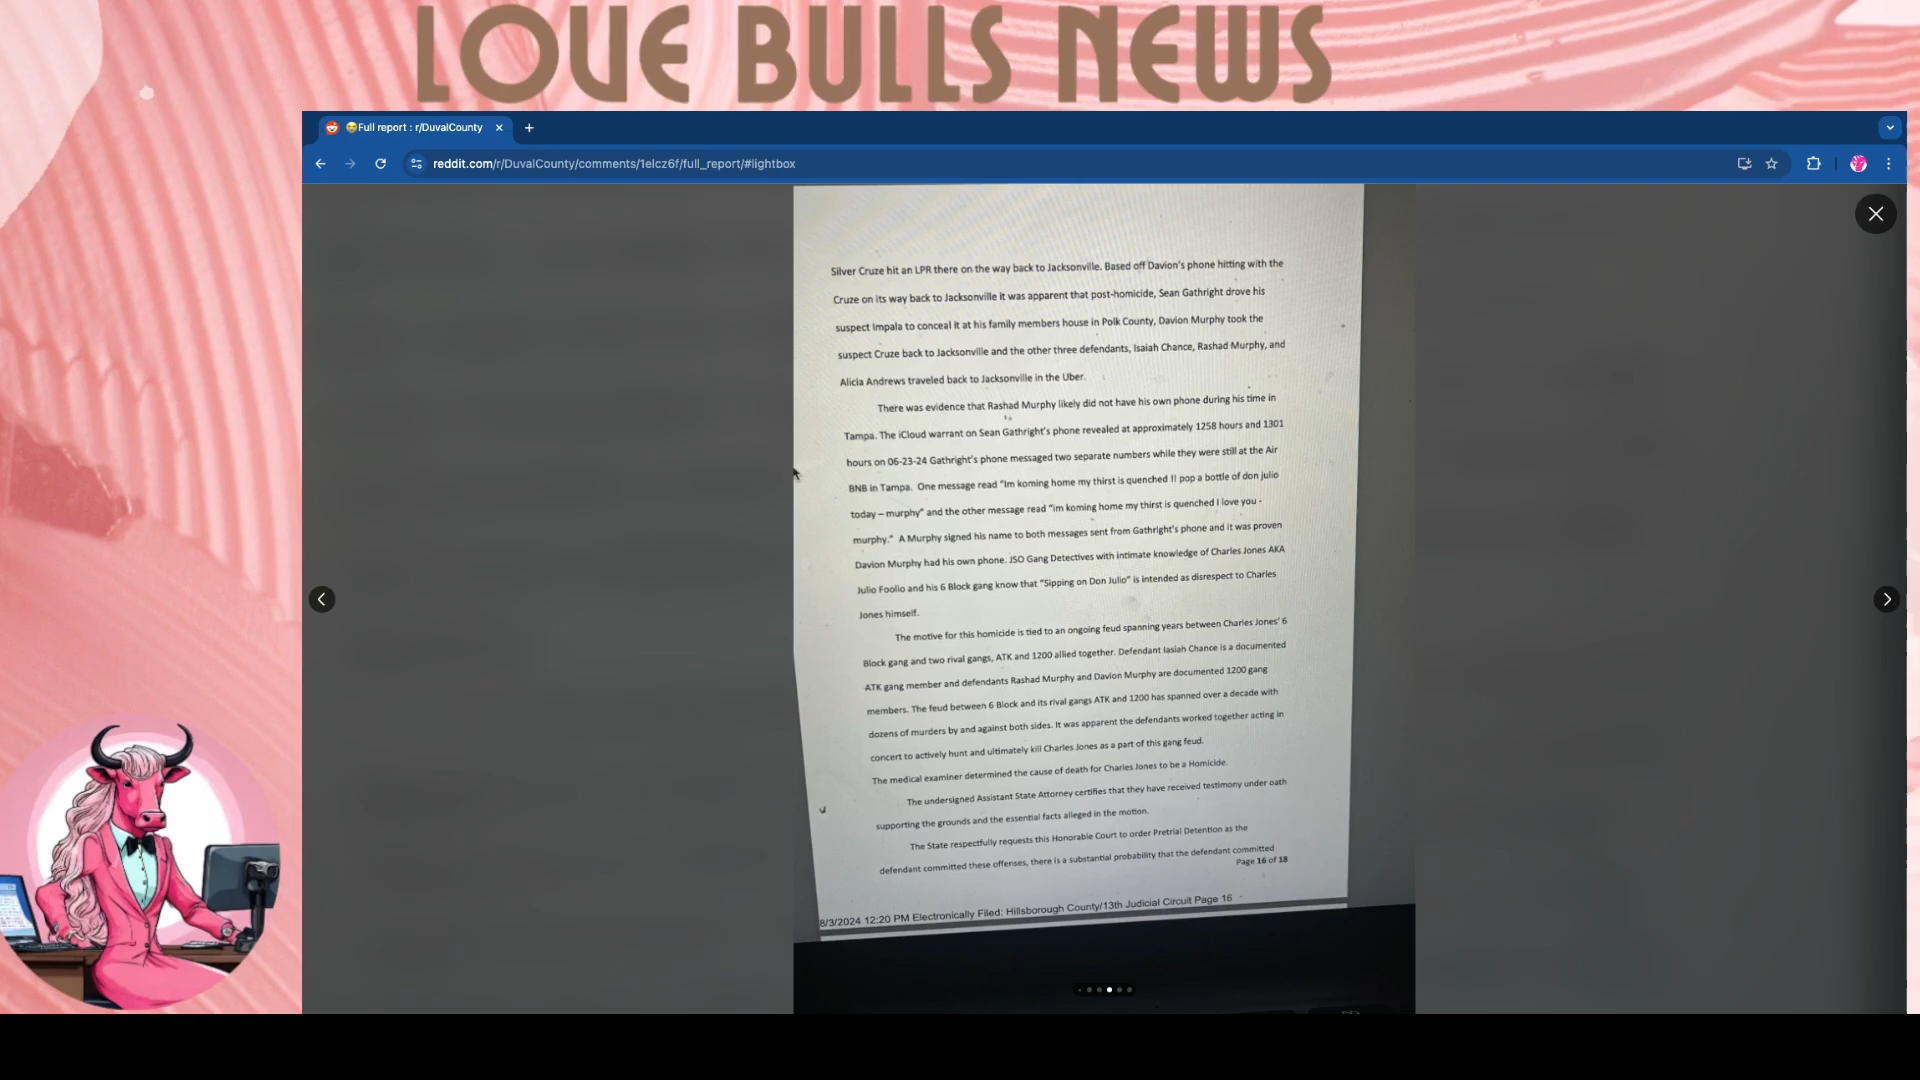 LOVE BULLS NEWS
Full report : r/DuvalCounty
reddit.com/r/DuvalCounty/comments/1elcz6f/full_report/#lightbox
Silver Cruze hit an LPR there on the way back to Jacksonville. Based off Davion's phone hitting with the
Cruze on its way back to Jacksonville it was apparent that post-homicide, Sean Gathright drove his
suspect Impala to conceal it at his family members house in Polk County, Davion Murphy took the
suspect Cruze back to Jacksonville and the other three defendants, Isaiah Chance, Rashad Murphy, and
Alicia Andrews traveled back to Jacksonville in the Uber.
There was evidence that Rashad Murphy likely did not have his own phone during his time in
Tampa. The iCloud warrant on Sean Gathright's phone revealed at approximately 1258 hours and 1301
hours on 06-23-24 Gathright's phone messaged two separate numbers while they were still at the Air
BNB in Tampa. One message read "Im koming home my thirst is quenched II pop a bottle of don julio
today – murphy" and the other message read "im koming home my thirst is quenched I love you -
murphy." A Murphy signed his name to both messages sent from Gathright's phone and it was proven
Davion Murphy had his own phone. JSO Gang Detectives with intimate knowledge of Charles Jones AKA
Julio Foolio and his 6 Block gang know that "Sipping on Don Julio" is intended as disrespect to Charles
Jones himself.
The motive for this homicide is tied to an ongoing feud spanning years between Charles Jones' 6
Block gang and two rival gangs, ATK and 1200 allied together. Defendant Iasiah Chance is a documented
ATK gang member and defendants Rashad Murphy and Davion Murphy are documented 1200 gang
members. The feud between 6 Block and its rival gangs ATK and 1200 has spanned over a decade with
dozens of murders by and against both sides. It was apparent the defendants worked together acting in
concert to actively hunt and ultimately kill Charles Jones as a part of this gang feud.
The medical examiner determined the cause of death for Charles Jones to be a Homicide.
The undersigned Assistant State Attorney certifies that they have received testimony under oath
supporting the grounds and the essential facts alleged in the motion.
The State respectfully requests this Honorable Court to order Pretrial Detention as the
defendant committed these offenses, there is a substantial probability that the defendant committed
Page 16 of 18
8/3/2024 12:20 PM Electronically Filed: Hillsborough County/13th Judicial Circuit Page 16